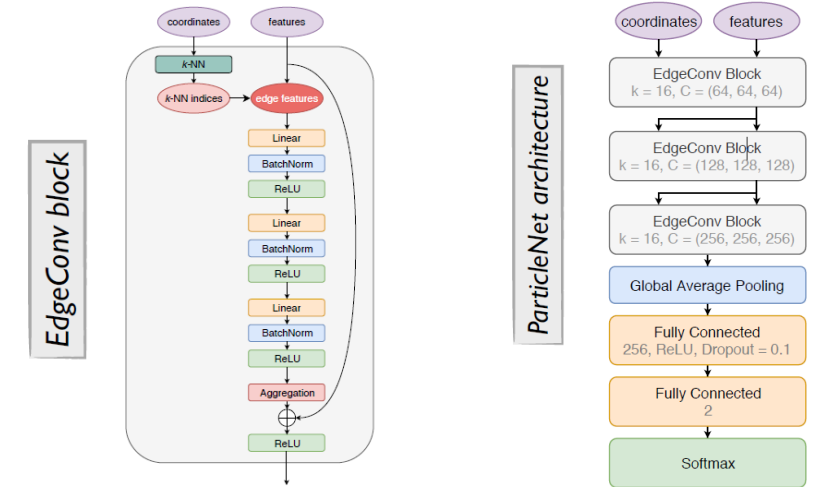 EdgeConv block
coordinates
features
k-NN
k-NN indices
edge features
Linear
BatchNorm
ReLU
Linear
BatchNorm
ReLU
Linear
BatchNorm
ReLU
Aggregation
ReLU
ParticleNet architecture
coordinates
features
EdgeConv Block
k = 16, C = (64, 64, 64)
EdgeConv Block
k = 16, C = (128, 128, 128)
EdgeConv Block
k = 16, C = (256, 256, 256)
Global Average Pooling
Fully Connected
256, ReLU, Dropout = 0.1
Fully Connected
2
Softmax